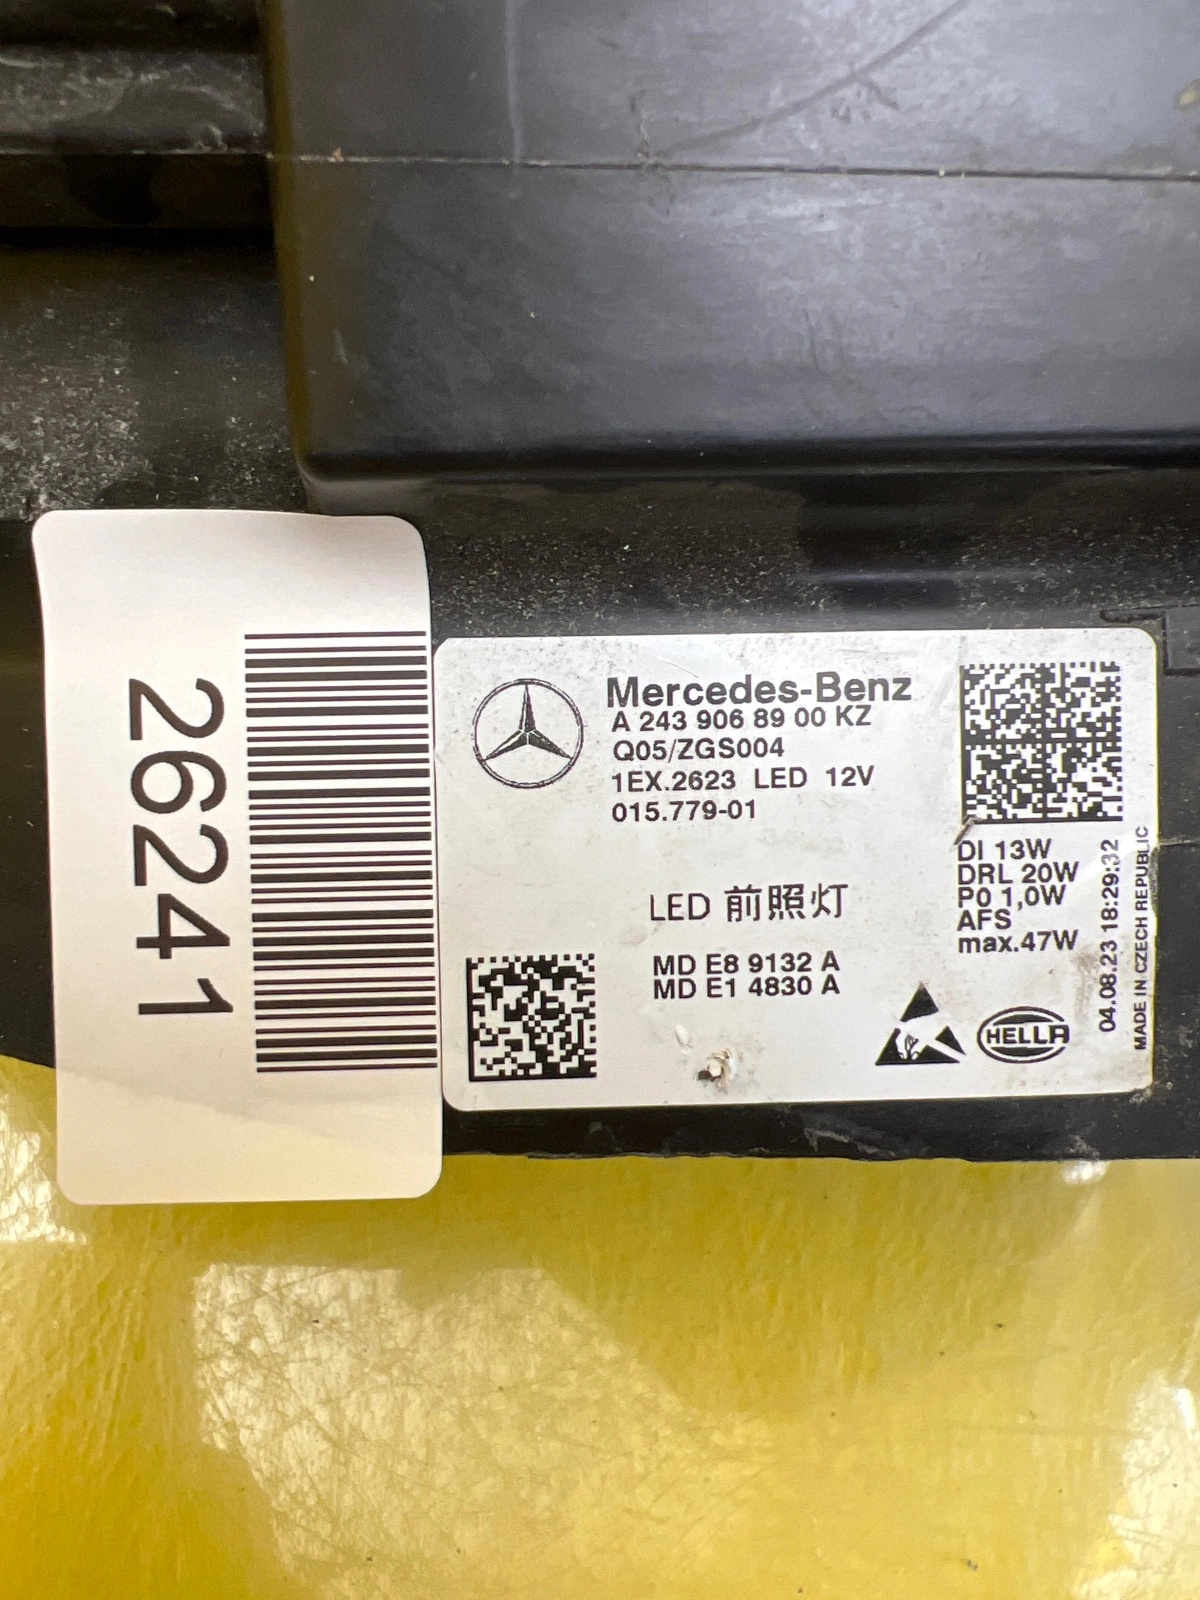 26241
Mercedes-Benz
A 243 906 89 00 KZ
Q05/ZGS004
1EX.2623 LED 12V
015.779-01
LED 前照灯
MD E8 9132 A
MD E1 4830 A
DI 13W
DRL 20W
P0 1,0W
AFS
max.47W
HELLA
04.08.23 18:29:32
MADE IN CZECH REPUBLIC